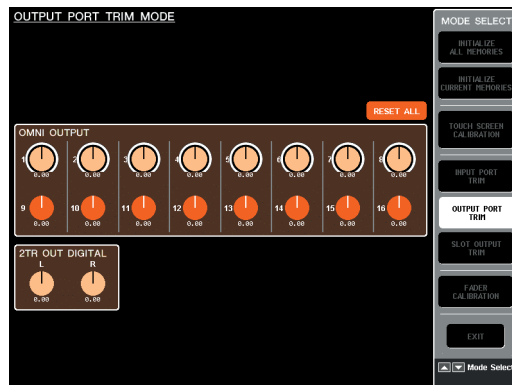 OUTPUT PORT TRIM MODE
RESET ALL
OMNI OUTPUT
1 2 3 4 5 6 7 8
0.00 0.00 0.00 0.00 0.00 0.00 0.00 0.00
9 10 11 12 13 14 15 16
0.00 0.00 0.00 0.00 0.00 0.00 0.00 0.00
2TR OUT DIGITAL
L R
0.00 0.00
MODE SELECT
INITIALIZE
ALL MEMORIES
INITIALIZE
CURRENT MEMORIES
TOUCH SCREEN
CALIBRATION
INPUT PORT
TRIM
OUTPUT PORT
TRIM
SLOT OUTPUT
TRIM
FADER
CALIBRATION
EXIT
Mode Select